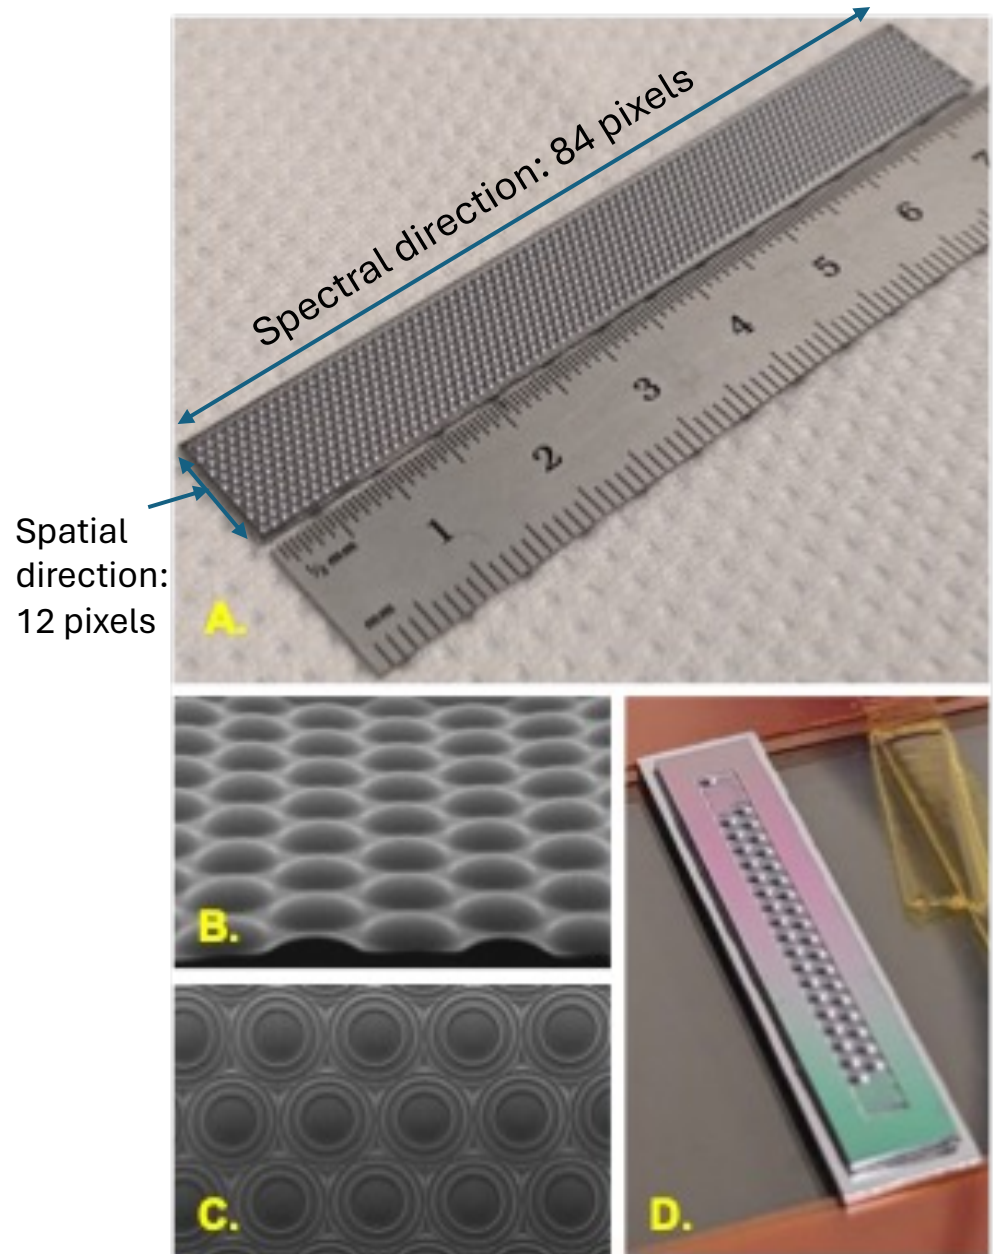 Spectral direction: 84 pixels
1
2
3
4
5
6
7
Spatial
direction:
12 pixels
A.
B.
C.
D.